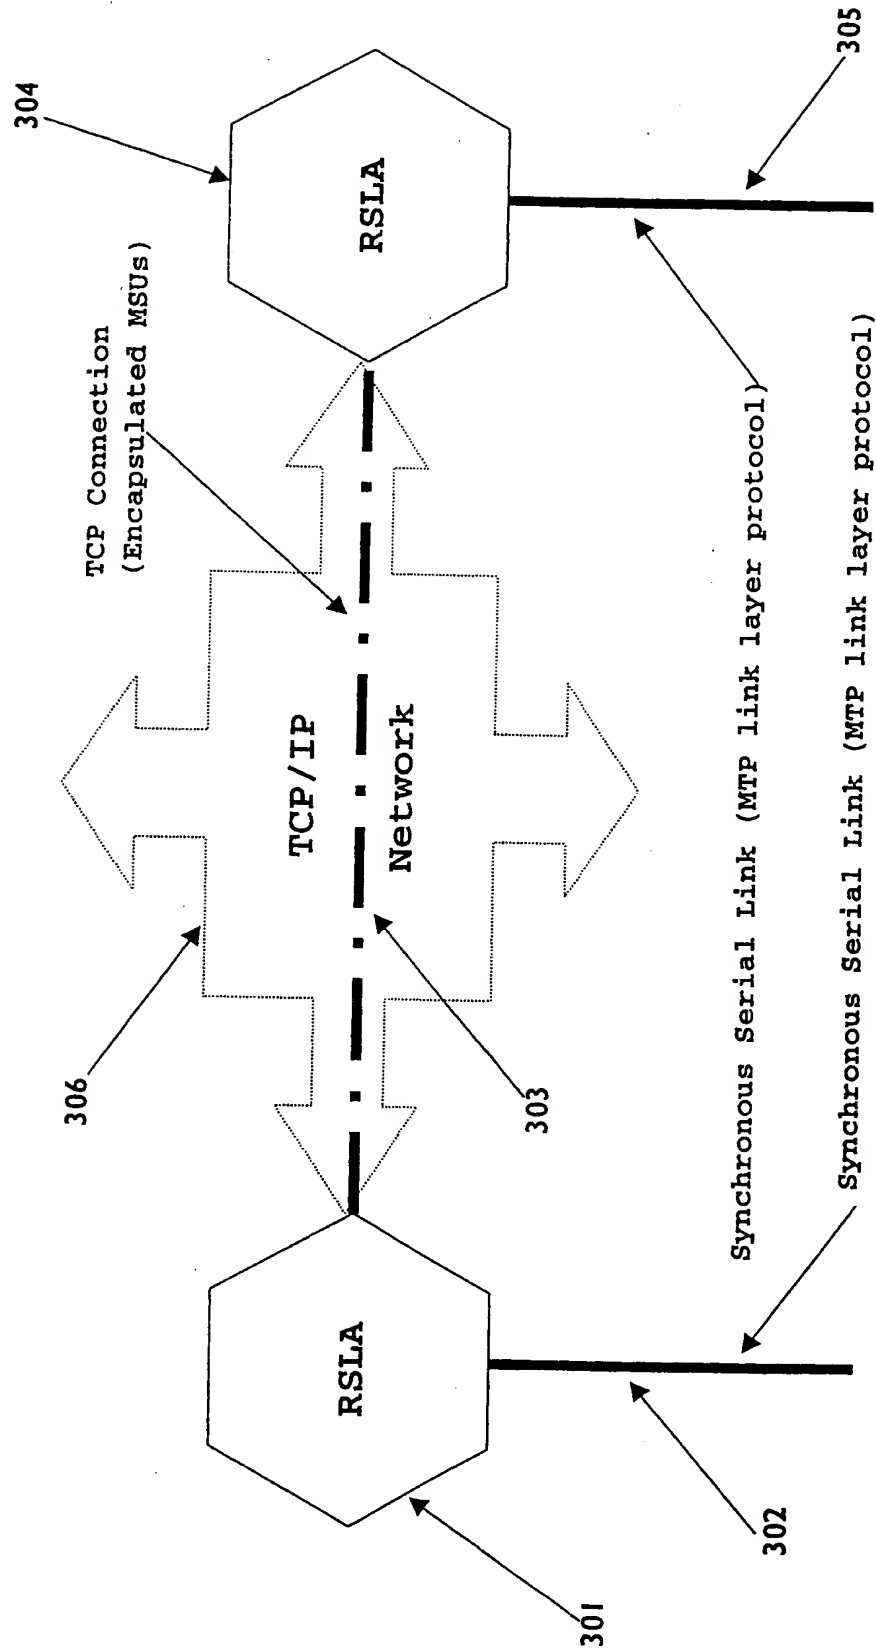 304
TCP Connection
(Encapsulated MSUs)
306
TCP/IP
Network
RSLA
RSLA
303
301
302
305
Synchronous Serial Link (MTP link layer protocol)
Synchronous Serial Link (MTP link layer protocol)